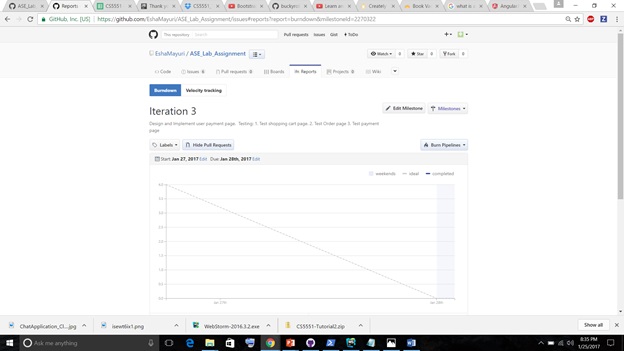 ASE_Lab
Reports
CS5551
Thank y
CS5551
Bootstr
buckyro
Learn u
Createl
Book Va
what is
Angular
GitHub, Inc. [US] https://github.com/EshaMayuri/ASE_Lab_Assignment/issues#reports?report=burndown&milestoneId=2270322
This repository Search Pull requests Issues Gist +ToDo
EshaMayuri / ASE_Lab_Assignment
Watch 0 Star 0 Fork 0
Code Issues 0 Pull requests 0 Boards Reports Projects 0 Wiki
Burndown Velocity tracking
Iteration 3
Edit Milestone Milestones
Design and Implement user payment page. Testing: 1. Test shopping cart page. 2. Test Order page 3. Test payment
page
Labels Hide Pull Requests Burn Pipelines
Start: Jan 27, 2017 Edit Due: Jan 28th, 2017 Edit
weekends ideal completed
4.0
3.5
3.0
2.5
2.0
1.5
1.0
0.5
0.0
Jan 27th Jan 28th
ChatApplication_Cl....jpg
WebStorm-2016.3.2.exe
CS5551-Tutorial2.zip
Show all
Ask me anything
8:35 PM
1/25/2017